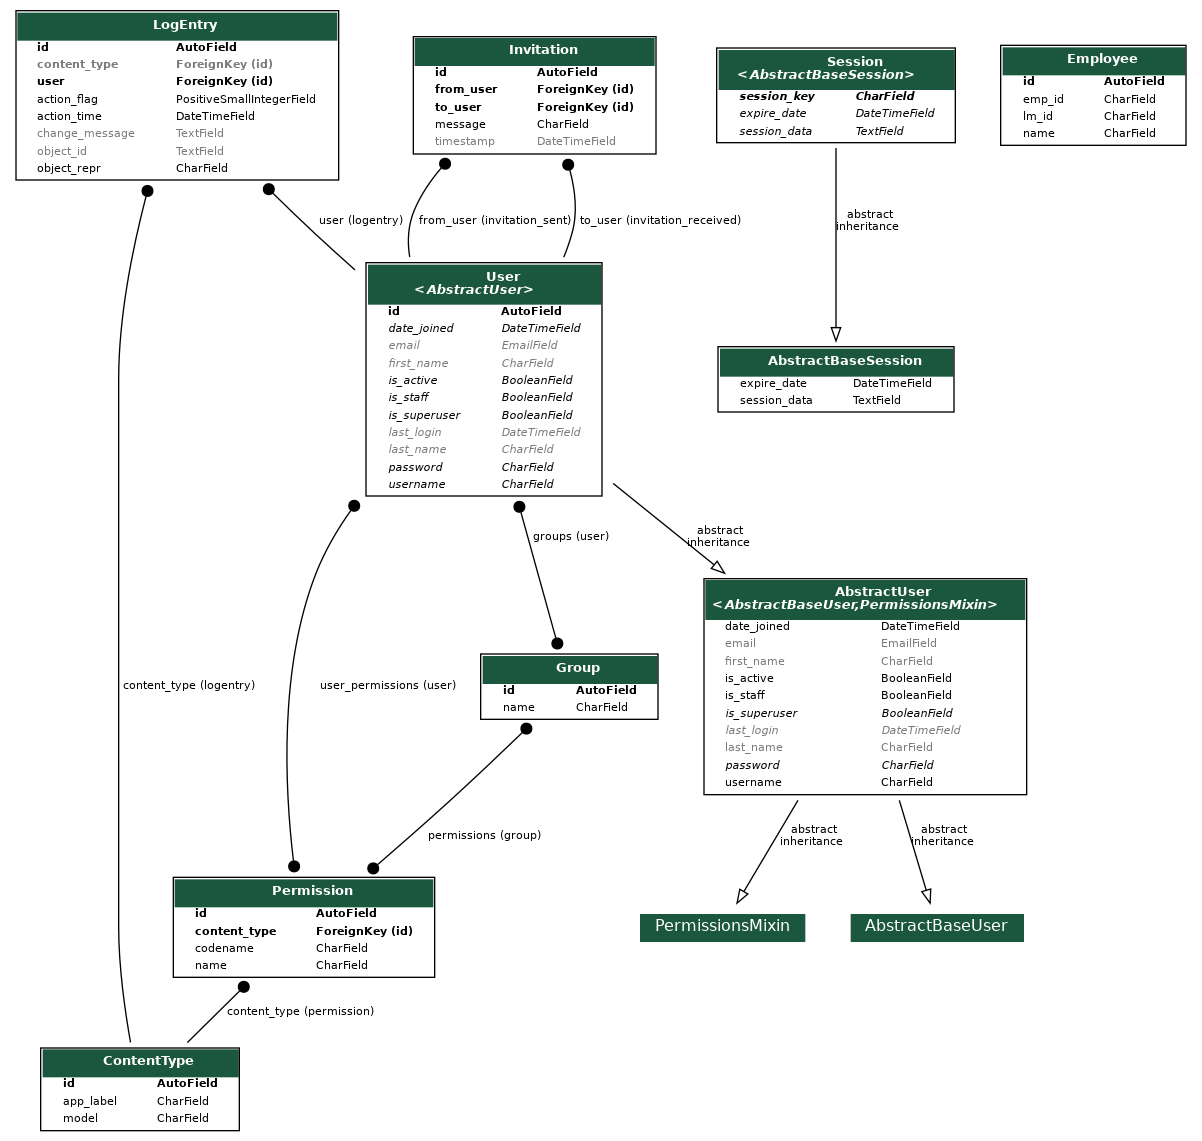 LogEntry
id AutoField
content_type ForeignKey (id)
user ForeignKey (id)
action_flag PositiveSmallIntegerField
action_time DateTimeField
change_message TextField
object_id TextField
object_repr CharField
Invitation
id AutoField
from_user ForeignKey (id)
to_user ForeignKey (id)
message CharField
timestamp DateTimeField
Session
<AbstractBaseSession>
session_key CharField
expire_date DateTimeField
session_data TextField
Employee
id AutoField
emp_id CharField
lm_id CharField
name CharField
user (logentry)
from_user (invitation_sent)
to_user (invitation_received)
abstract
inheritance
User
<AbstractUser>
id AutoField
date_joined DateTimeField
email EmailField
first_name CharField
is_active BooleanField
is_staff BooleanField
is_superuser BooleanField
last_login DateTimeField
last_name CharField
password CharField
username CharField
AbstractBaseSession
expire_date DateTimeField
session_data TextField
groups (user)
abstract
inheritance
AbstractUser
<AbstractBaseUser,PermissionsMixin>
date_joined DateTimeField
email EmailField
first_name CharField
is_active BooleanField
is_staff BooleanField
is_superuser BooleanField
last_login DateTimeField
last_name CharField
password CharField
username CharField
content_type (logentry)
user_permissions (user)
Group
id AutoField
name CharField
permissions (group)
abstract
inheritance
abstract
inheritance
Permission
id AutoField
content_type ForeignKey (id)
codename CharField
name CharField
PermissionsMixin
AbstractBaseUser
content_type (permission)
ContentType
id AutoField
app_label CharField
model CharField